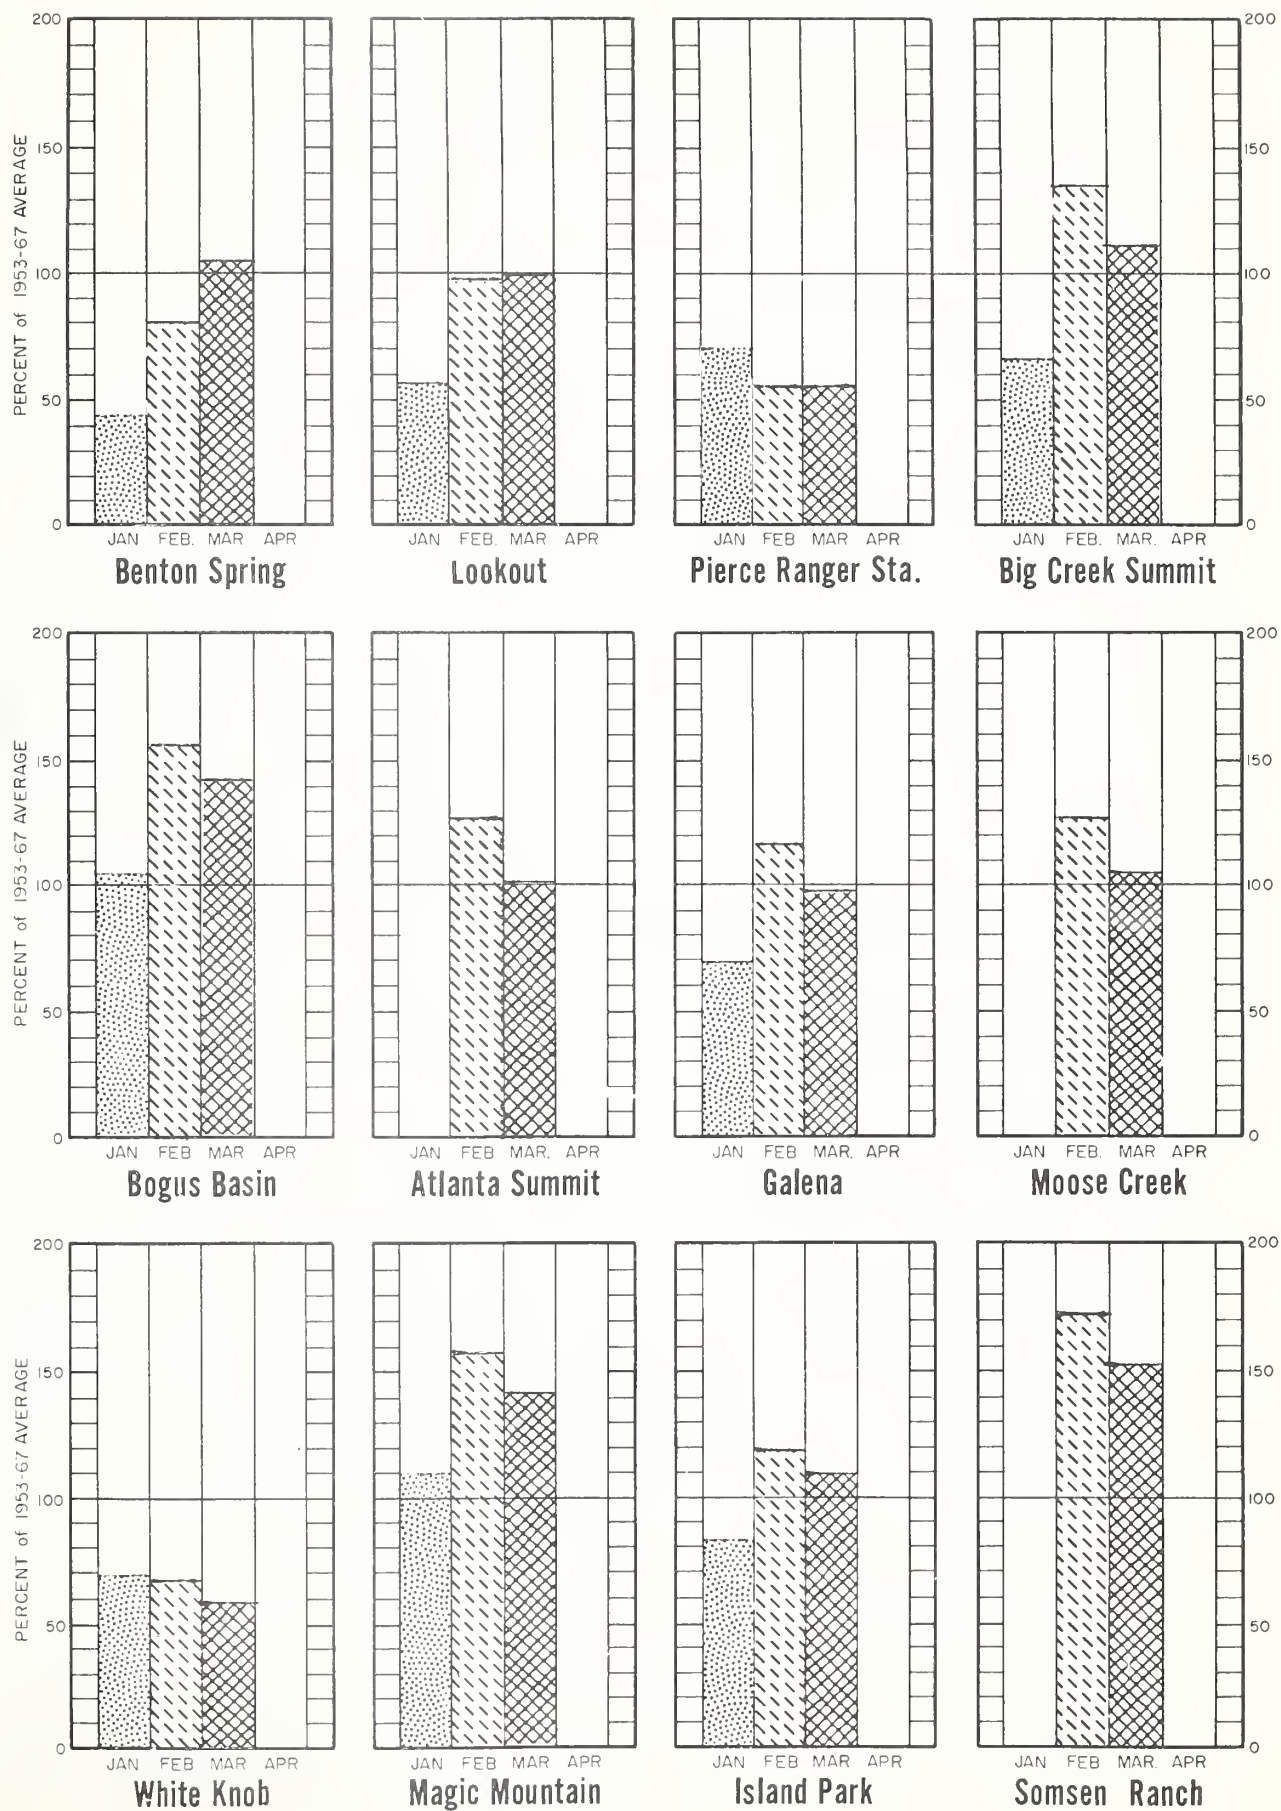 PERCENT of 1953-67 AVERAGE
200 200
150 150
100 100
50 50
0 0
JAN FEB. MAR APR JAN FEB. MAR APR JAN FEB MAR APR JAN FEB. MAR. APR
Benton Spring Lookout Pierce Ranger Sta. Big Creek Summit
PERCENT of 1953-67 AVERAGE
200 200
150 150
100 100
50 50
0 0
JAN FEB MAR APR JAN FEB MAR. APR JAN FEB MAR. APR JAN FEB. MAR APR
Bogus Basin Atlanta Summit Galena Moose Creek
PERCENT of 1953-67 AVERAGE
200 200
150 150
100 100
50 50
0 0
JAN FEB MAR APR JAN FEB MAR APR JAN FEB MAR APR JAN FEB MAR. APR
White Knob Magic Mountain Island Park Somsen Ranch